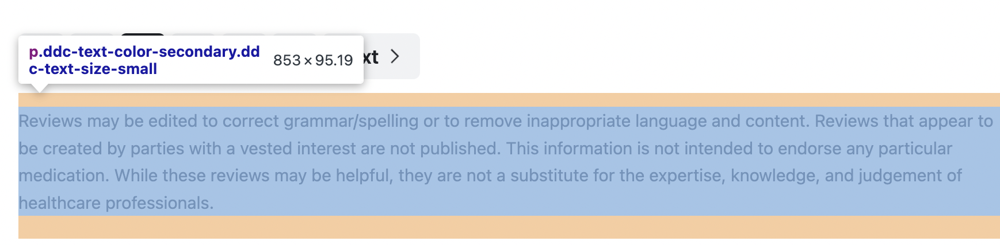 p.ddc-text-color-secondary.dd
c-text-size-small
853 × 95.19
xt
Reviews may be edited to correct grammar/spelling or to remove inappropriate language and content. Reviews that appear to
be created by parties with a vested interest are not published. This information is not intended to endorse any particular
medication. While these reviews may be helpful, they are not a substitute for the expertise, knowledge, and judgement of
healthcare professionals.